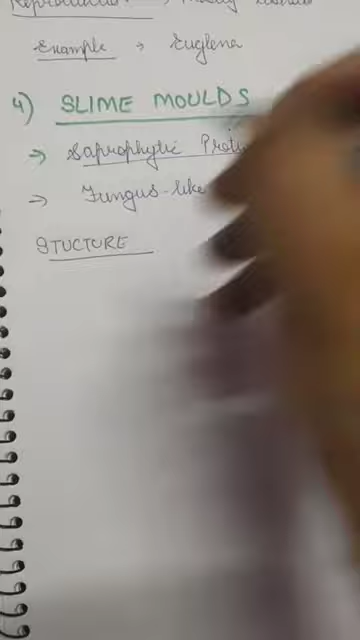 Example → Euglena
4) SLIME MOULDS
→ Saprophytic
→ Fungus-like
STUCTURE